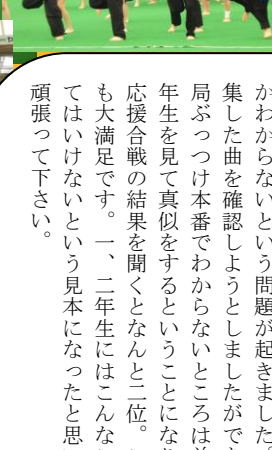 かわからないという問題が起きました。
集した曲を確認しようとしましたができ
局ぶっつけ本番でわからないところは前
年生を見て真似をするということになり
応援合戦の結果を聞くとなんと二位。
も大満足です。一、二年生にはこんな
てはいけないという見本になったと思
頑張って下さい。